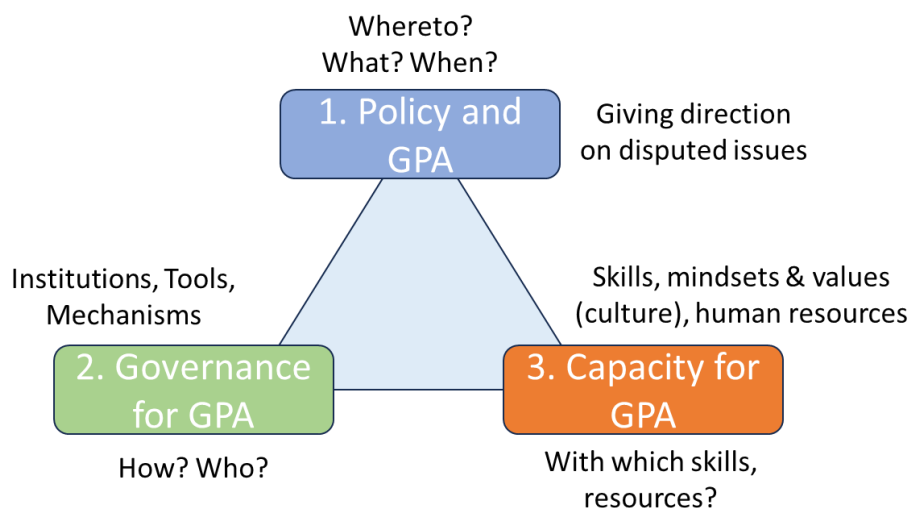 Whereto?
What? When?
1. Policy and
GPA
Giving direction
on disputed issues
Institutions, Tools,
Mechanisms
Skills, mindsets & values
(culture), human resources
2. Governance
for GPA
3. Capacity for
GPA
How? Who?
With which skills,
resources?